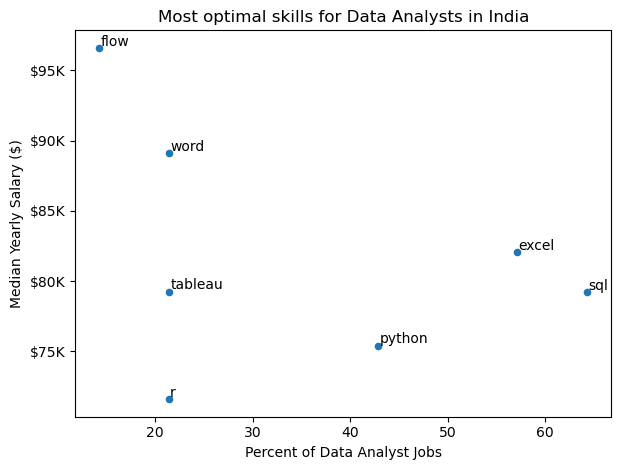 Most optimal skills for Data Analysts in India
flow
$95K
$90K
word
$85K
excel
$80K
tableau
sql
python
$75K
r
Median Yearly Salary ($)
20
30
40
50
60
Percent of Data Analyst Jobs